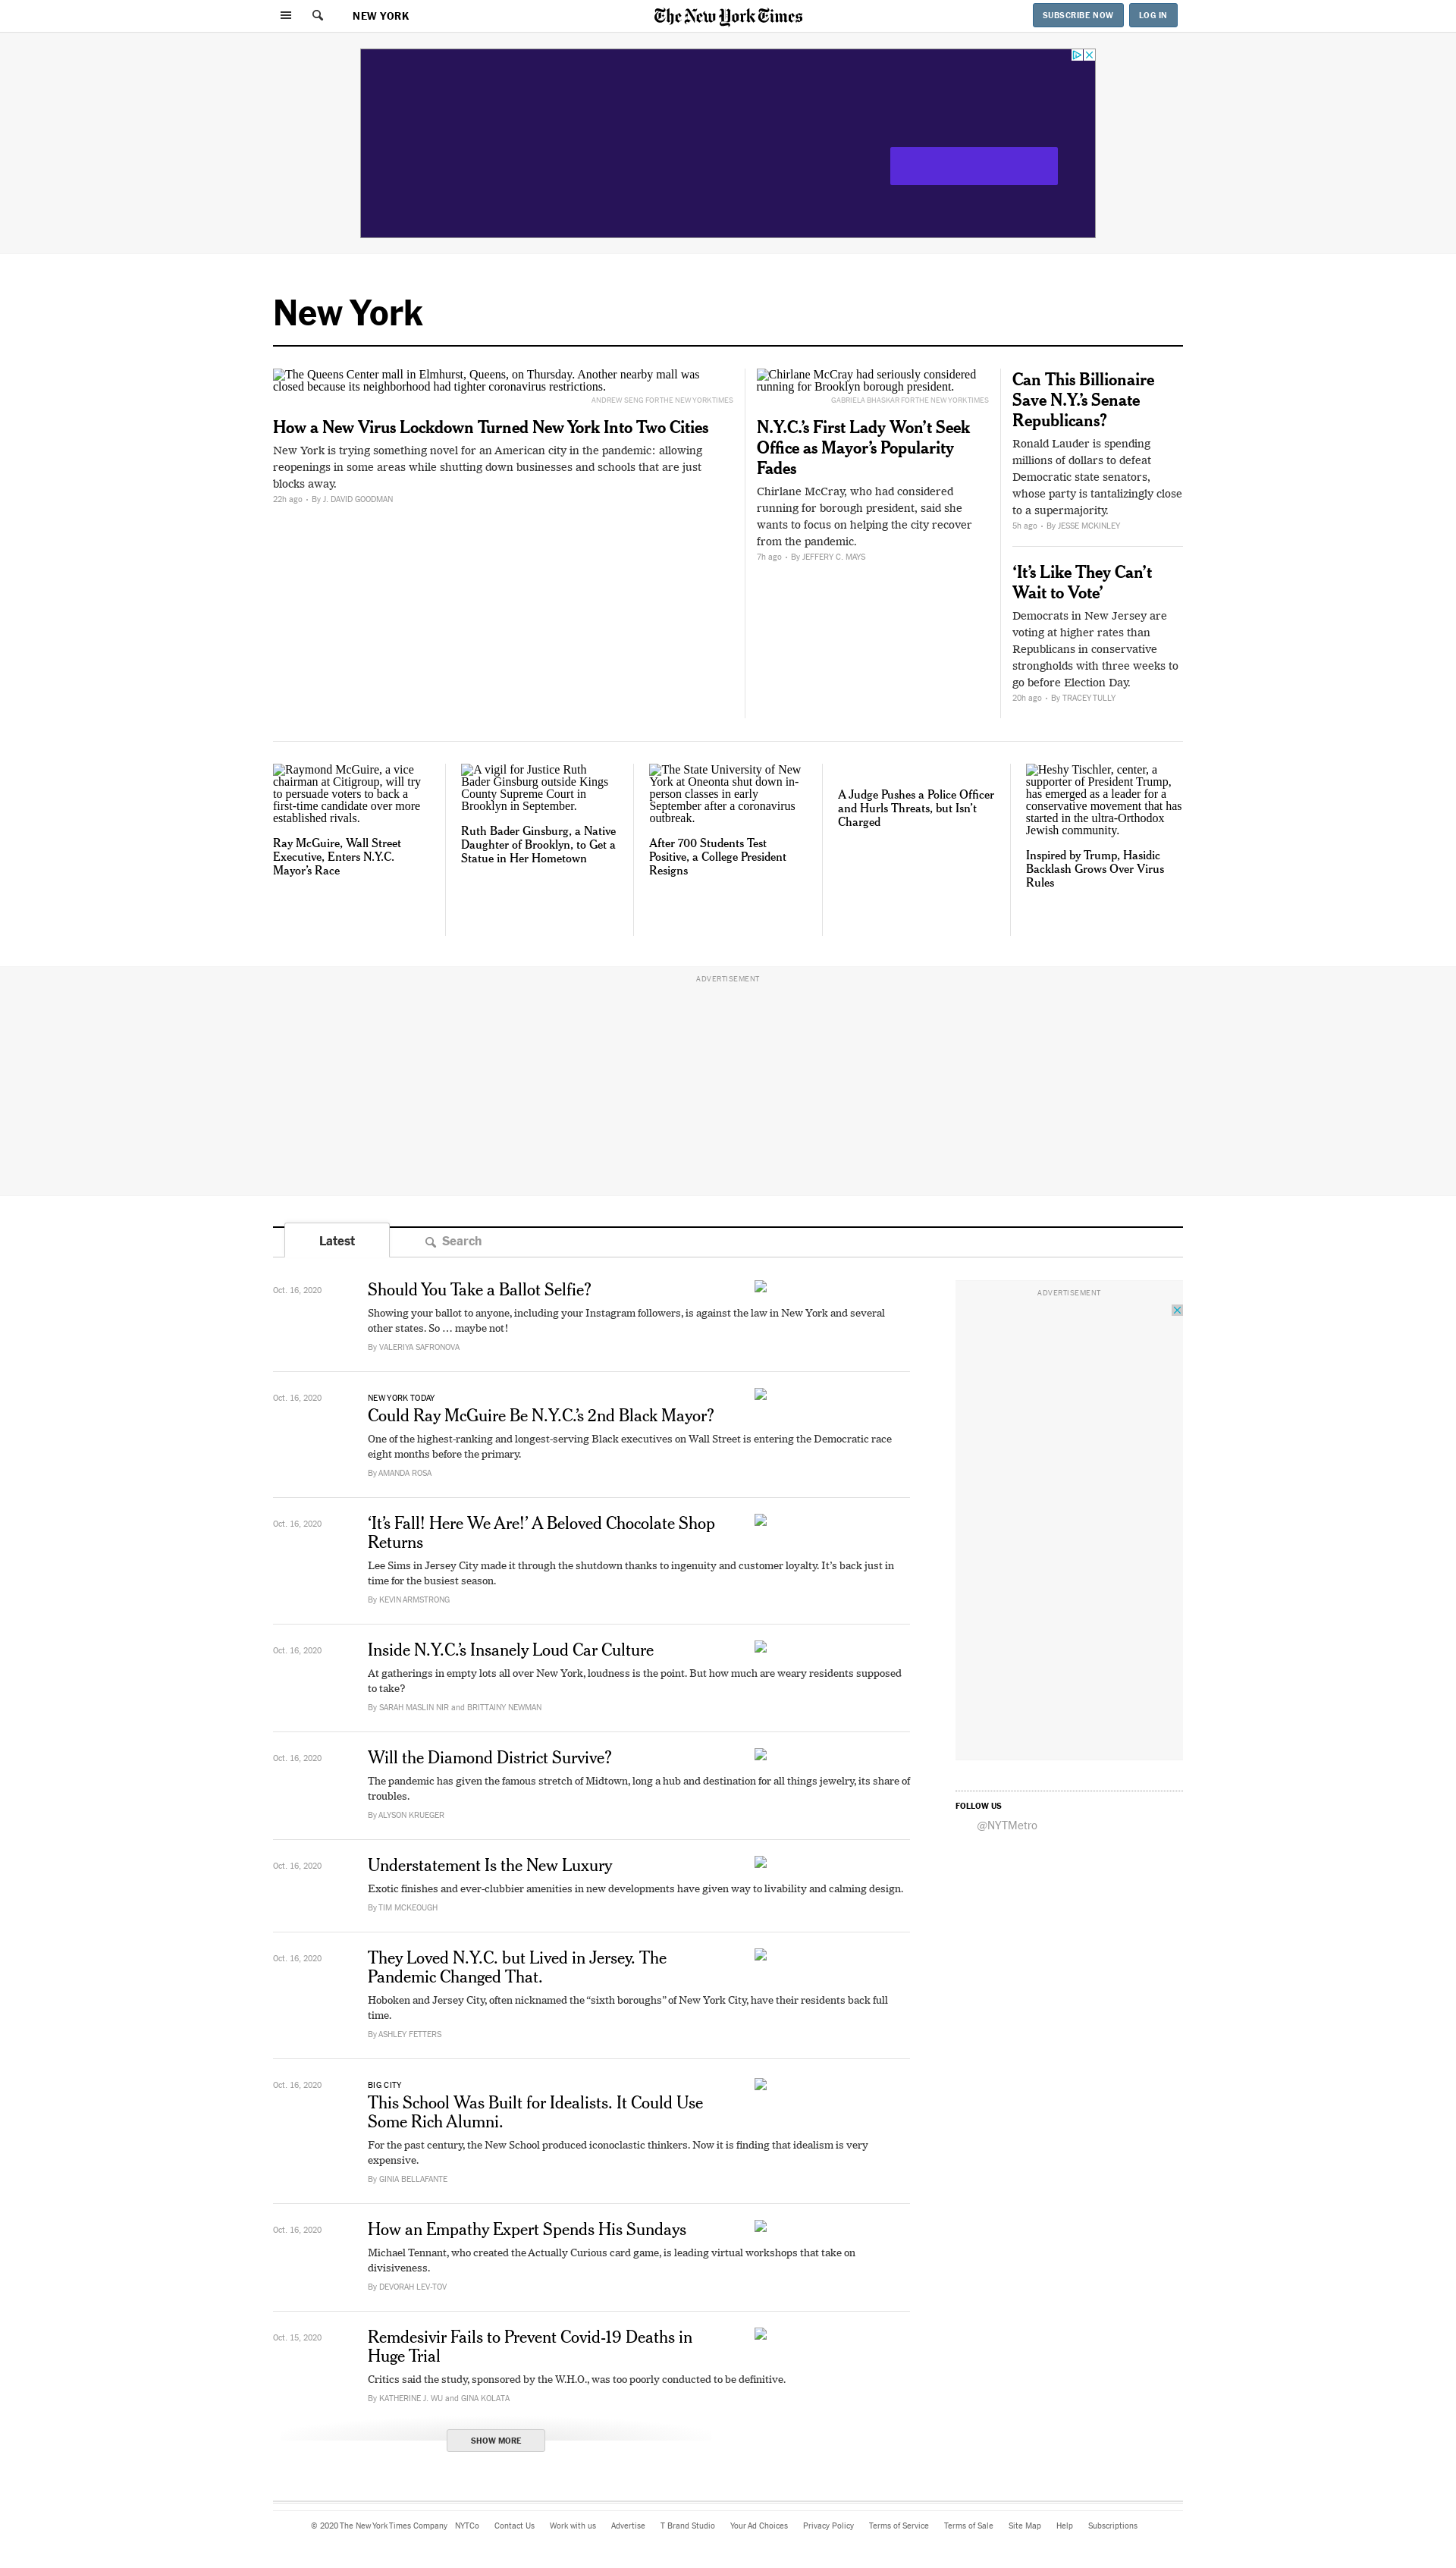 NEW YORK
The New York Times
SUBSCRIBE NOW
LOG IN
New York
The Queens Center mall in Elmhurst, Queens, on Thursday. Another nearby mall was
closed because its neighborhood had tighter coronavirus restrictions.
ANDREW SENG FOR THE NEW YORK TIMES
How a New Virus Lockdown Turned New York Into Two Cities
New York is trying something novel for an American city in the pandemic: allowing
reopenings in some areas while shutting down businesses and schools that are just
blocks away.
22h ago · By J. DAVID GOODMAN
Chirlane McCray had seriously considered
running for Brooklyn borough president.
GABRIELA BHASKAR FOR THE NEW YORK TIMES
N.Y.C.’s First Lady Won’t Seek
Office as Mayor’s Popularity
Fades
Chirlane McCray, who had considered
running for borough president, said she
wants to focus on helping the city recover
from the pandemic.
7h ago · By JEFFERY C. MAYS
Can This Billionaire
Save N.Y.’s Senate
Republicans?
Ronald Lauder is spending
millions of dollars to defeat
Democratic state senators,
whose party is tantalizingly close
to a supermajority.
5h ago · By JESSE MCKINLEY
‘It’s Like They Can’t
Wait to Vote’
Democrats in New Jersey are
voting at higher rates than
Republicans in conservative
strongholds with three weeks to
go before Election Day.
20h ago · By TRACEY TULLY
Raymond McGuire, a vice
chairman at Citigroup, will try
to persuade voters to back a
first-time candidate over more
established rivals.
Ray McGuire, Wall Street
Executive, Enters N.Y.C.
Mayor’s Race
A vigil for Justice Ruth
Bader Ginsburg outside Kings
County Supreme Court in
Brooklyn in September.
Ruth Bader Ginsburg, a Native
Daughter of Brooklyn, to Get a
Statue in Her Hometown
The State University of New
York at Oneonta shut down in-
person classes in early
September after a coronavirus
outbreak.
After 700 Students Test
Positive, a College President
Resigns
A Judge Pushes a Police Officer
and Hurls Threats, but Isn’t
Charged
Heshy Tischler, center, a
supporter of President Trump,
has emerged as a leader for a
conservative movement that has
started in the ultra-Orthodox
Jewish community.
Inspired by Trump, Hasidic
Backlash Grows Over Virus
Rules
ADVERTISEMENT
Latest
Search
Oct. 16, 2020
Should You Take a Ballot Selfie?
Showing your ballot to anyone, including your Instagram followers, is against the law in New York and several
other states. So … maybe not!
By VALERIYA SAFRONOVA
Oct. 16, 2020
NEW YORK TODAY
Could Ray McGuire Be N.Y.C.’s 2nd Black Mayor?
One of the highest-ranking and longest-serving Black executives on Wall Street is entering the Democratic race
eight months before the primary.
By AMANDA ROSA
Oct. 16, 2020
‘It’s Fall! Here We Are!’ A Beloved Chocolate Shop
Returns
Lee Sims in Jersey City made it through the shutdown thanks to ingenuity and customer loyalty. It’s back just in
time for the busiest season.
By KEVIN ARMSTRONG
Oct. 16, 2020
Inside N.Y.C.’s Insanely Loud Car Culture
At gatherings in empty lots all over New York, loudness is the point. But how much are weary residents supposed
to take?
By SARAH MASLIN NIR and BRITTAINY NEWMAN
Oct. 16, 2020
Will the Diamond District Survive?
The pandemic has given the famous stretch of Midtown, long a hub and destination for all things jewelry, its share of
troubles.
By ALYSON KRUEGER
Oct. 16, 2020
Understatement Is the New Luxury
Exotic finishes and ever-clubbier amenities in new developments have given way to livability and calming design.
By TIM MCKEOUGH
Oct. 16, 2020
They Loved N.Y.C. but Lived in Jersey. The
Pandemic Changed That.
Hoboken and Jersey City, often nicknamed the “sixth boroughs” of New York City, have their residents back full
time.
By ASHLEY FETTERS
Oct. 16, 2020
BIG CITY
This School Was Built for Idealists. It Could Use
Some Rich Alumni.
For the past century, the New School produced iconoclastic thinkers. Now it is finding that idealism is very
expensive.
By GINIA BELLAFANTE
Oct. 16, 2020
How an Empathy Expert Spends His Sundays
Michael Tennant, who created the Actually Curious card game, is leading virtual workshops that take on
divisiveness.
By DEVORAH LEV-TOV
Oct. 15, 2020
Remdesivir Fails to Prevent Covid-19 Deaths in
Huge Trial
Critics said the study, sponsored by the W.H.O., was too poorly conducted to be definitive.
By KATHERINE J. WU and GINA KOLATA
SHOW MORE
ADVERTISEMENT
FOLLOW US
@NYTMetro
© 2020 The New York Times Company NYTCo Contact Us Work with us Advertise T Brand Studio Your Ad Choices Privacy Policy Terms of Service Terms of Sale Site Map Help Subscriptions